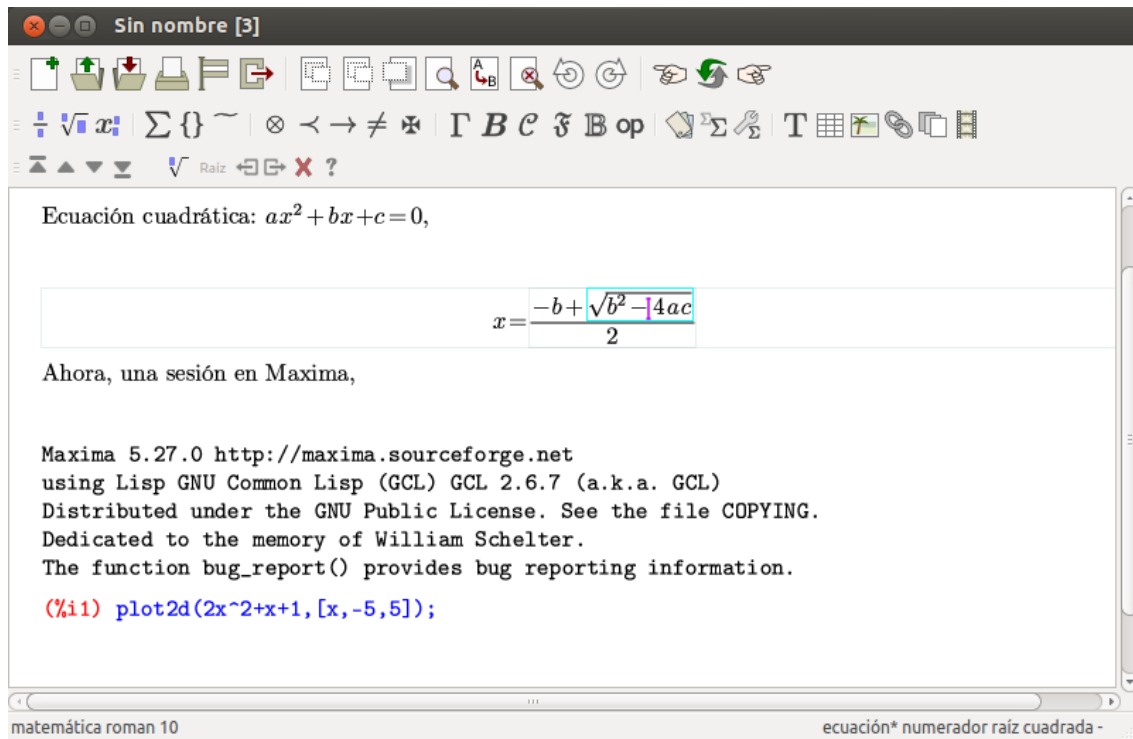 Sin nombre [3]
Raíz
Ecuación cuadrática: ax² + bx + c = 0,
x = (-b + √(b² - 4ac)) / 2
Ahora, una sesión en Maxima,
Maxima 5.27.0 http://maxima.sourceforge.net
using Lisp GNU Common Lisp (GCL) GCL 2.6.7 (a.k.a. GCL)
Distributed under the GNU Public License. See the file COPYING.
Dedicated to the memory of William Schelter.
The function bug_report() provides bug reporting information.
(%i1) plot2d(2x^2+x+1,[x,-5,5]);
matemática roman 10 ecuación* numerador raíz cuadrada -